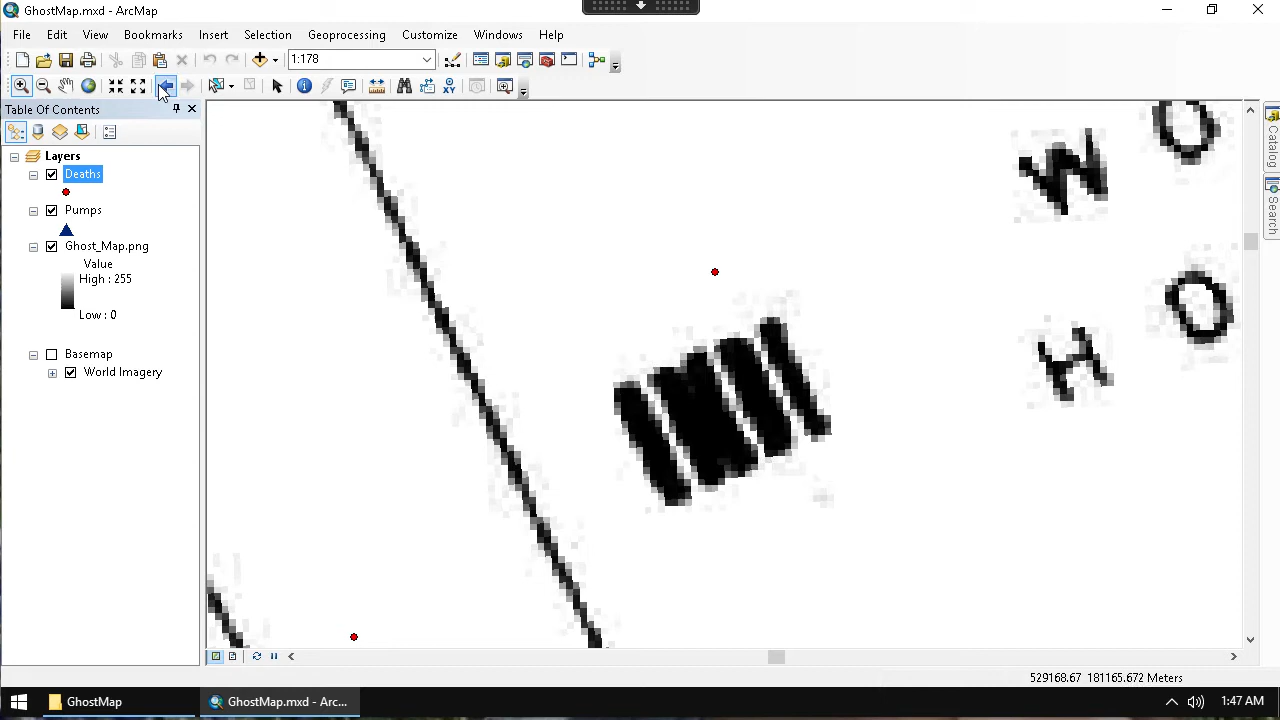 GhostMap.mxd - ArcMap
File Edit View Bookmarks Insert Selection Geoprocessing Customize Windows Help
1:178
XY
Table Of Contents
Layers
Deaths
Pumps
Ghost_Map.png
Value
High : 255
Low : 0
Basemap
World Imagery
W O
H O
Catalog
Search
529168.67 181165.672 Meters
GhostMap
GhostMap.mxd - Arc...
1:47 AM